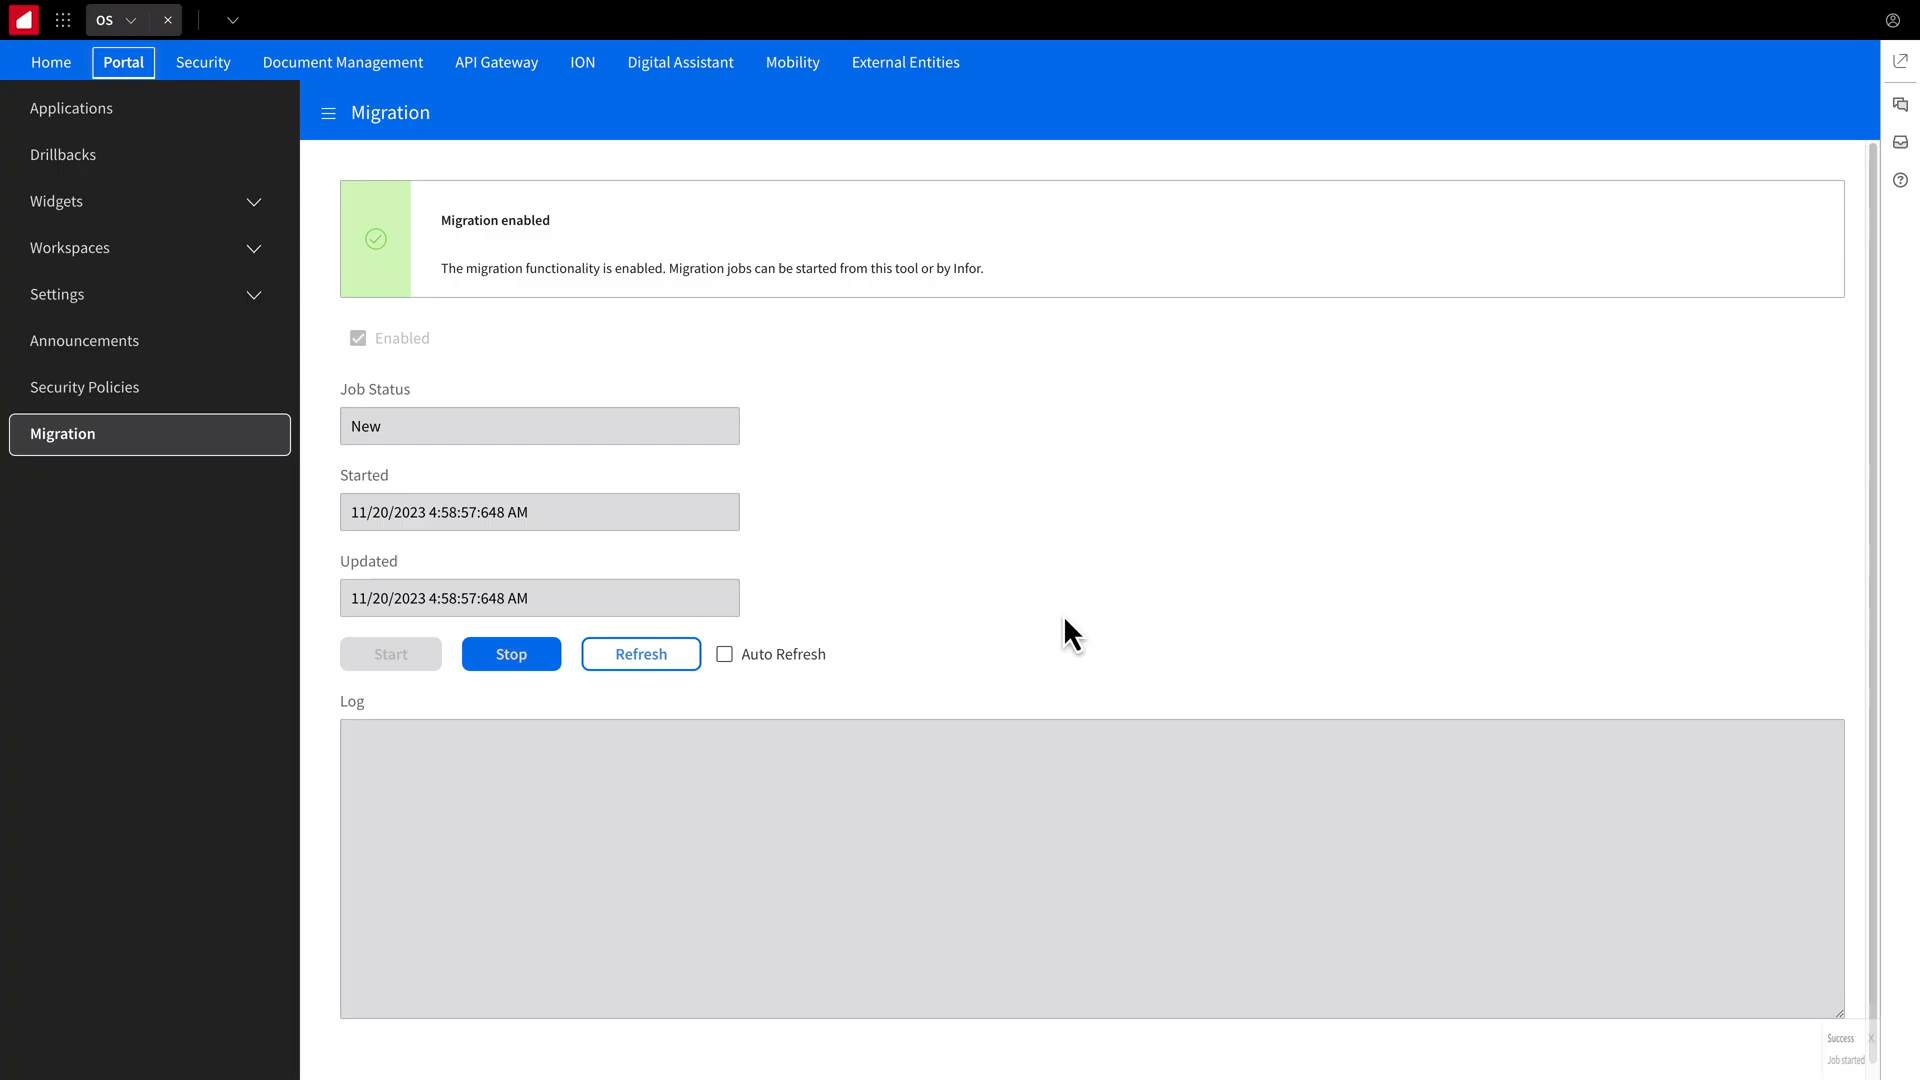 OS
Home Portal Security Document Management API Gateway ION Digital Assistant Mobility External Entities
Applications
Drillbacks
Widgets
Workspaces
Settings
Announcements
Security Policies
Migration
Migration
Migration enabled
The migration functionality is enabled. Migration jobs can be started from this tool or by Infor.
Enabled
Job Status
New
Started
11/20/2023 4:58:57:648 AM
Updated
11/20/2023 4:58:57:648 AM
Start Stop Refresh Auto Refresh
Log
Success
Job started